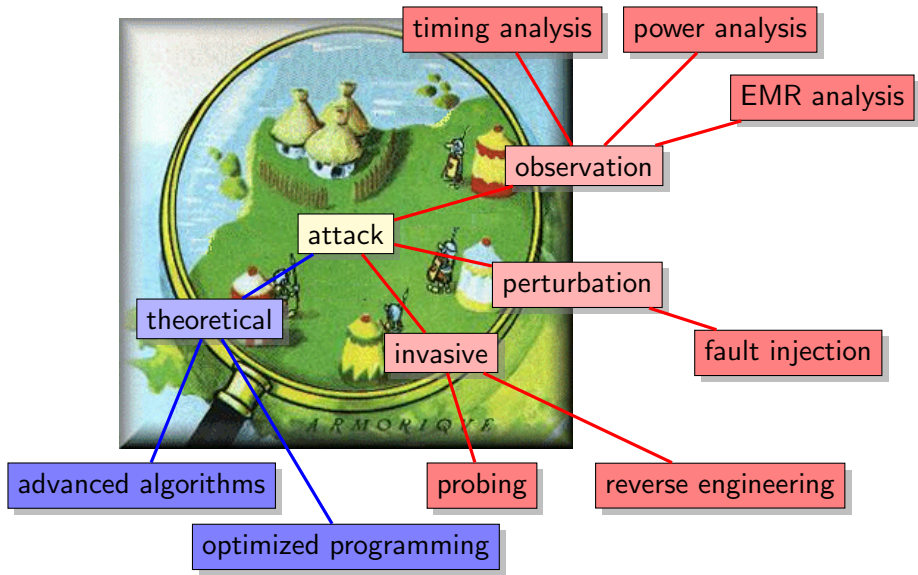 timing analysis
power analysis
EMR analysis
observation
attack
perturbation
theoretical
invasive
fault injection
ARMORIQUE
advanced algorithms
probing
reverse engineering
optimized programming